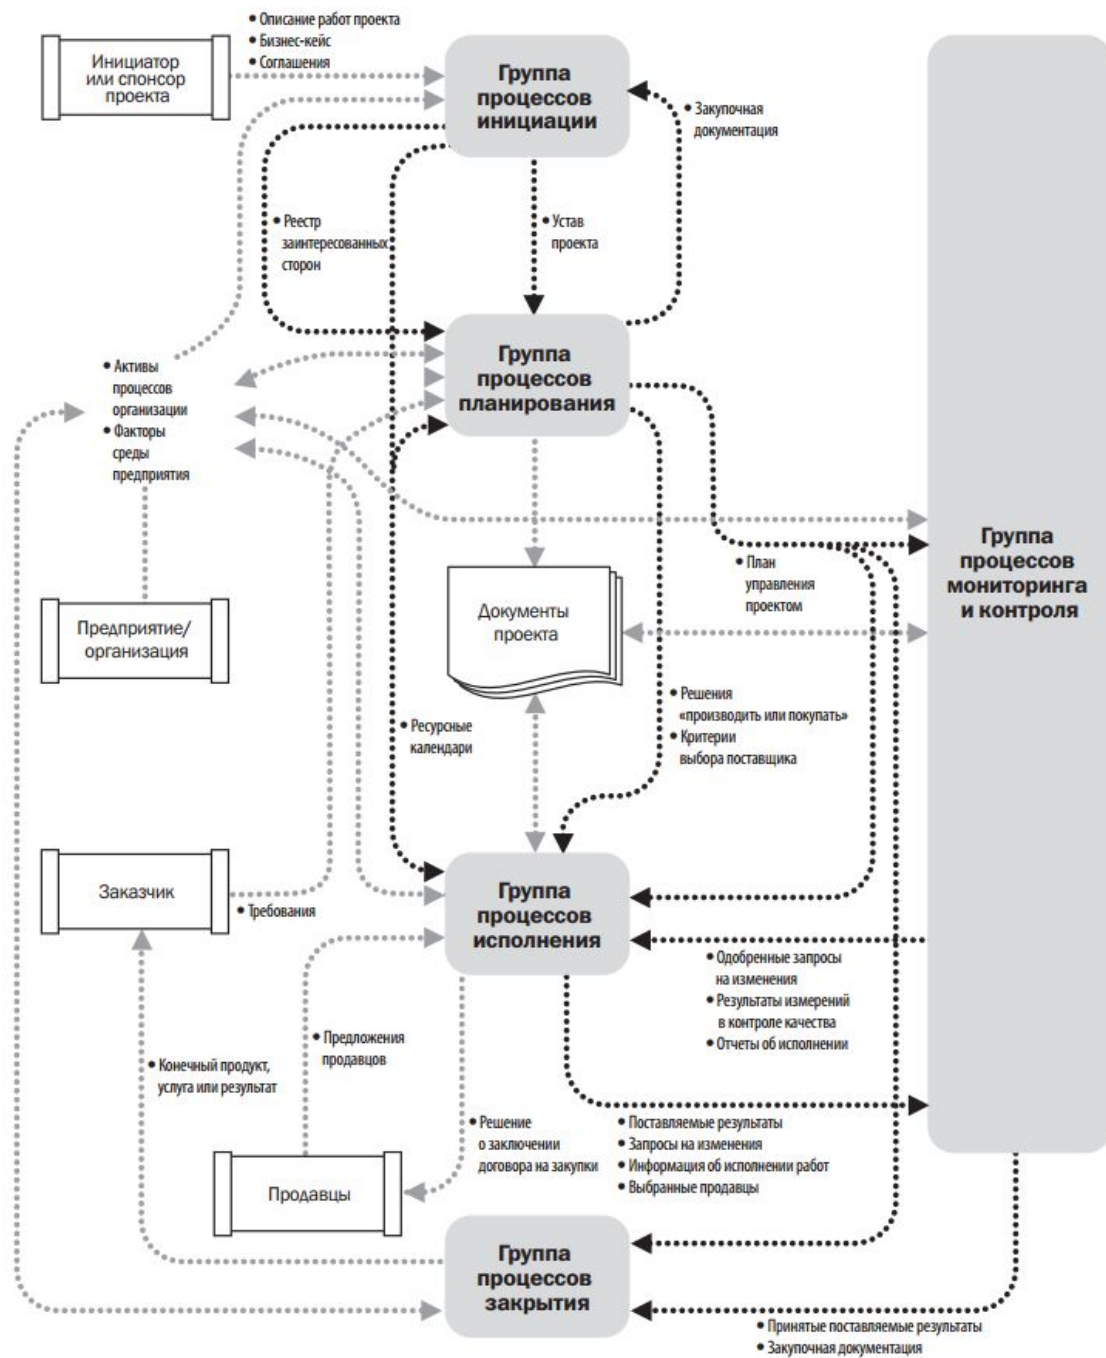 • Описание работ проекта
• Бизнес-кейс
• Соглашения
Инициатор
или спонсор
проекта
Группа
процессов
инициации
• Закупочная
документация
• Реестр
заинтересованных
сторон
• Устав
проекта
Группа
процессов
планирования
• Активы
процессов
организации
• Факторы
среды
предприятия
Группа
процессов
мониторинга
и контроля
• План
управления
проектом
Предприятие/
организация
Документы
проекта
• Решения
«производить или покупать»
• Критерии
выбора поставщика
• Ресурсные
календари
Заказчик
• Требования
Группа
процессов
исполнения
• Одобренные запросы
на изменения
• Результаты измерений
в контроле качества
• Отчеты об исполнении
• Предложения
продавцов
• Конечный продукт,
услуга или результат
• Решение
о заключении
договора на закупки
• Поставляемые результаты
• Запросы на изменения
• Информация об исполнении работ
• Выбранные продавцы
Продавцы
Группа
процессов
закрытия
• Принятые поставляемые результаты
• Закупочная документация